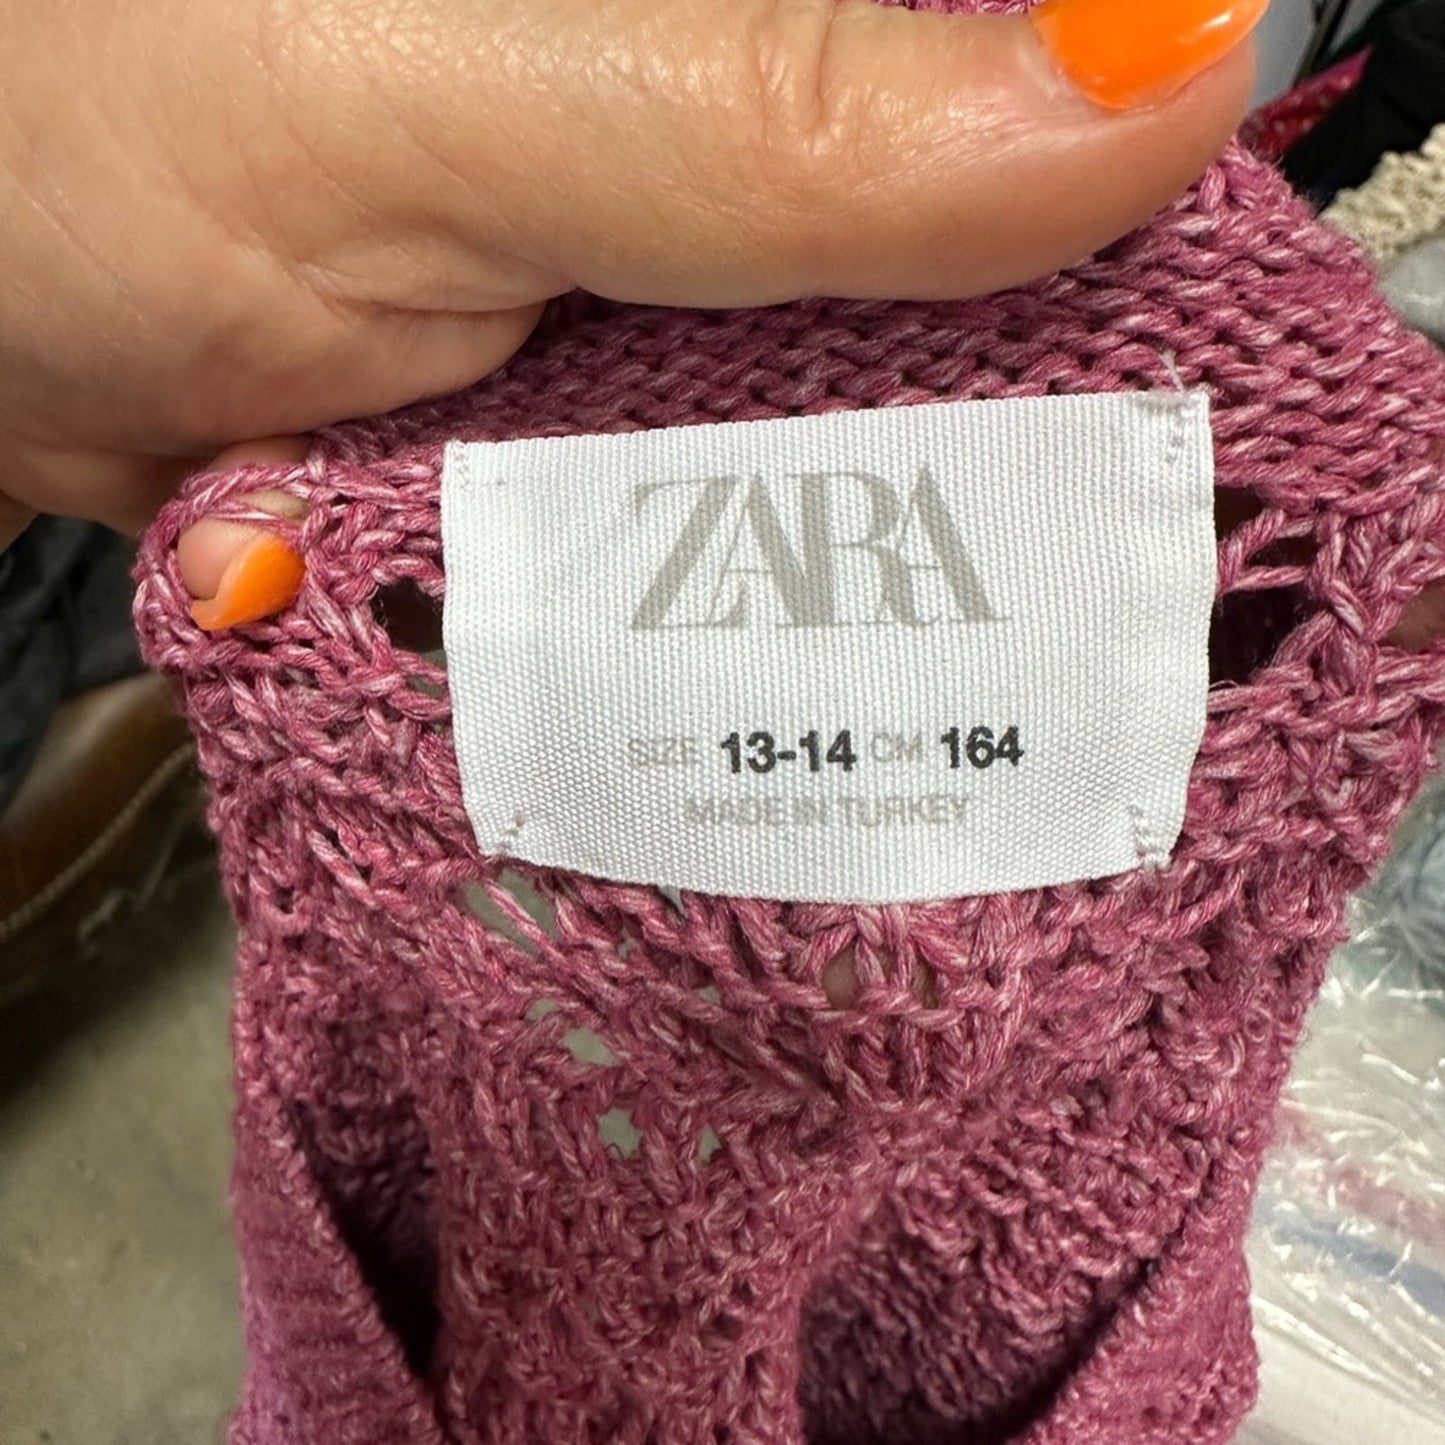 ZARA
SIZE 13-14 CM 164
MADE IN TURKEY